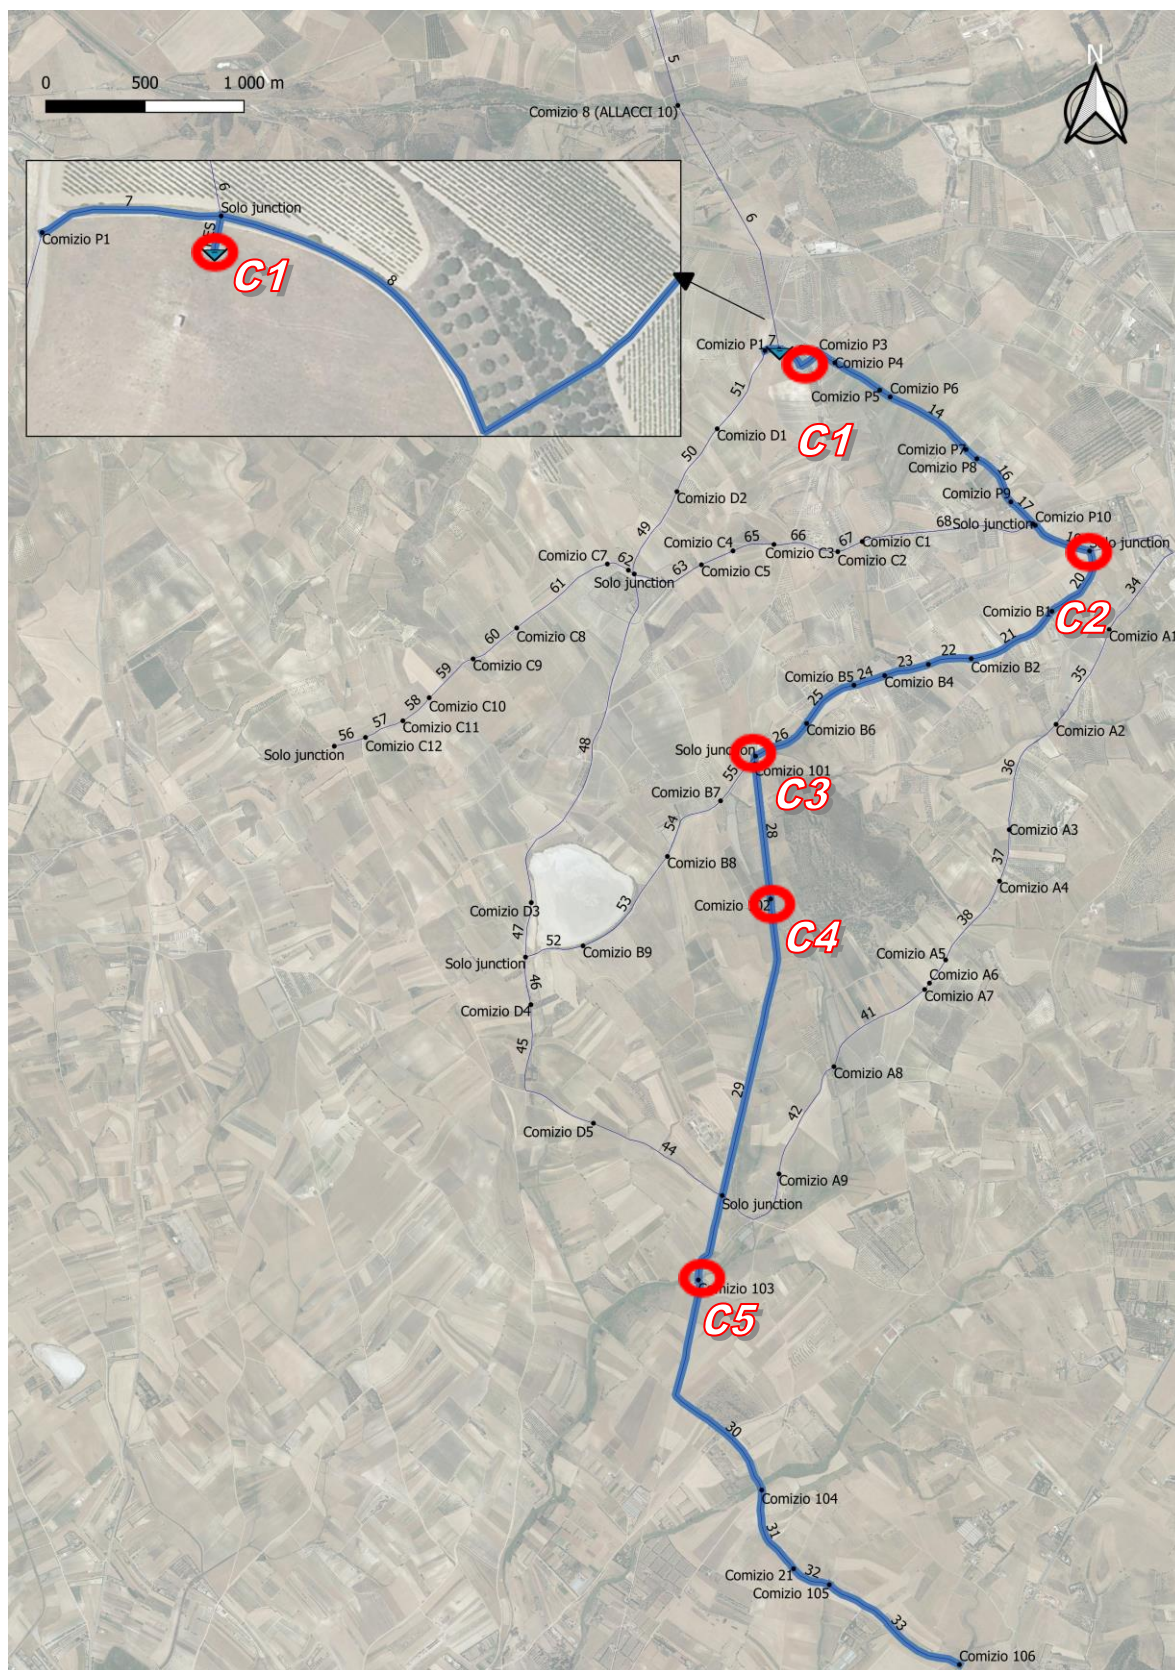 5
N
0 500 1 000 m
Comizio 8 (ALLACCI 10)
6
7
6
Solo junction
Comizio P1
C1
8
6
Comizio P1
7
Comizio P3
Comizio P4
51
Comizio P6
Comizio P5
14
C1
Comizio D1
50
Comizio P7
Comizio P8
16
Comizio D2
Comizio P9
17
49
68
Solo junction
Comizio P10
Comizio C4
65
66
67
Comizio C1
Solo junction
Comizio C7
62
Comizio C3
Comizio C2
63
Comizio C5
Solo junction
61
20
34
Comizio B1
C2
Comizio C8
60
21
Comizio A1
Comizio C9
22
Comizio B2
23
Comizio B5
24
Comizio B4
35
59
Comizio C10
58
25
Comizio C11
57
Comizio B6
Comizio A2
56
Comizio C12
26
Solo junction
48
Solo junction
Comizio 101
36
55
C3
Comizio B7
54
28
Comizio A3
Comizio B8
37
Comizio A4
53
Comizio D3
C4
38
47
52
Comizio B9
Solo junction
Comizio A5
46
Comizio A6
Comizio A7
Comizio D4
41
45
Comizio A8
29
42
Comizio D5
44
Comizio A9
Solo junction
Comizio 103
C5
30
Comizio 104
31
Comizio 21
32
Comizio 105
33
Comizio 106